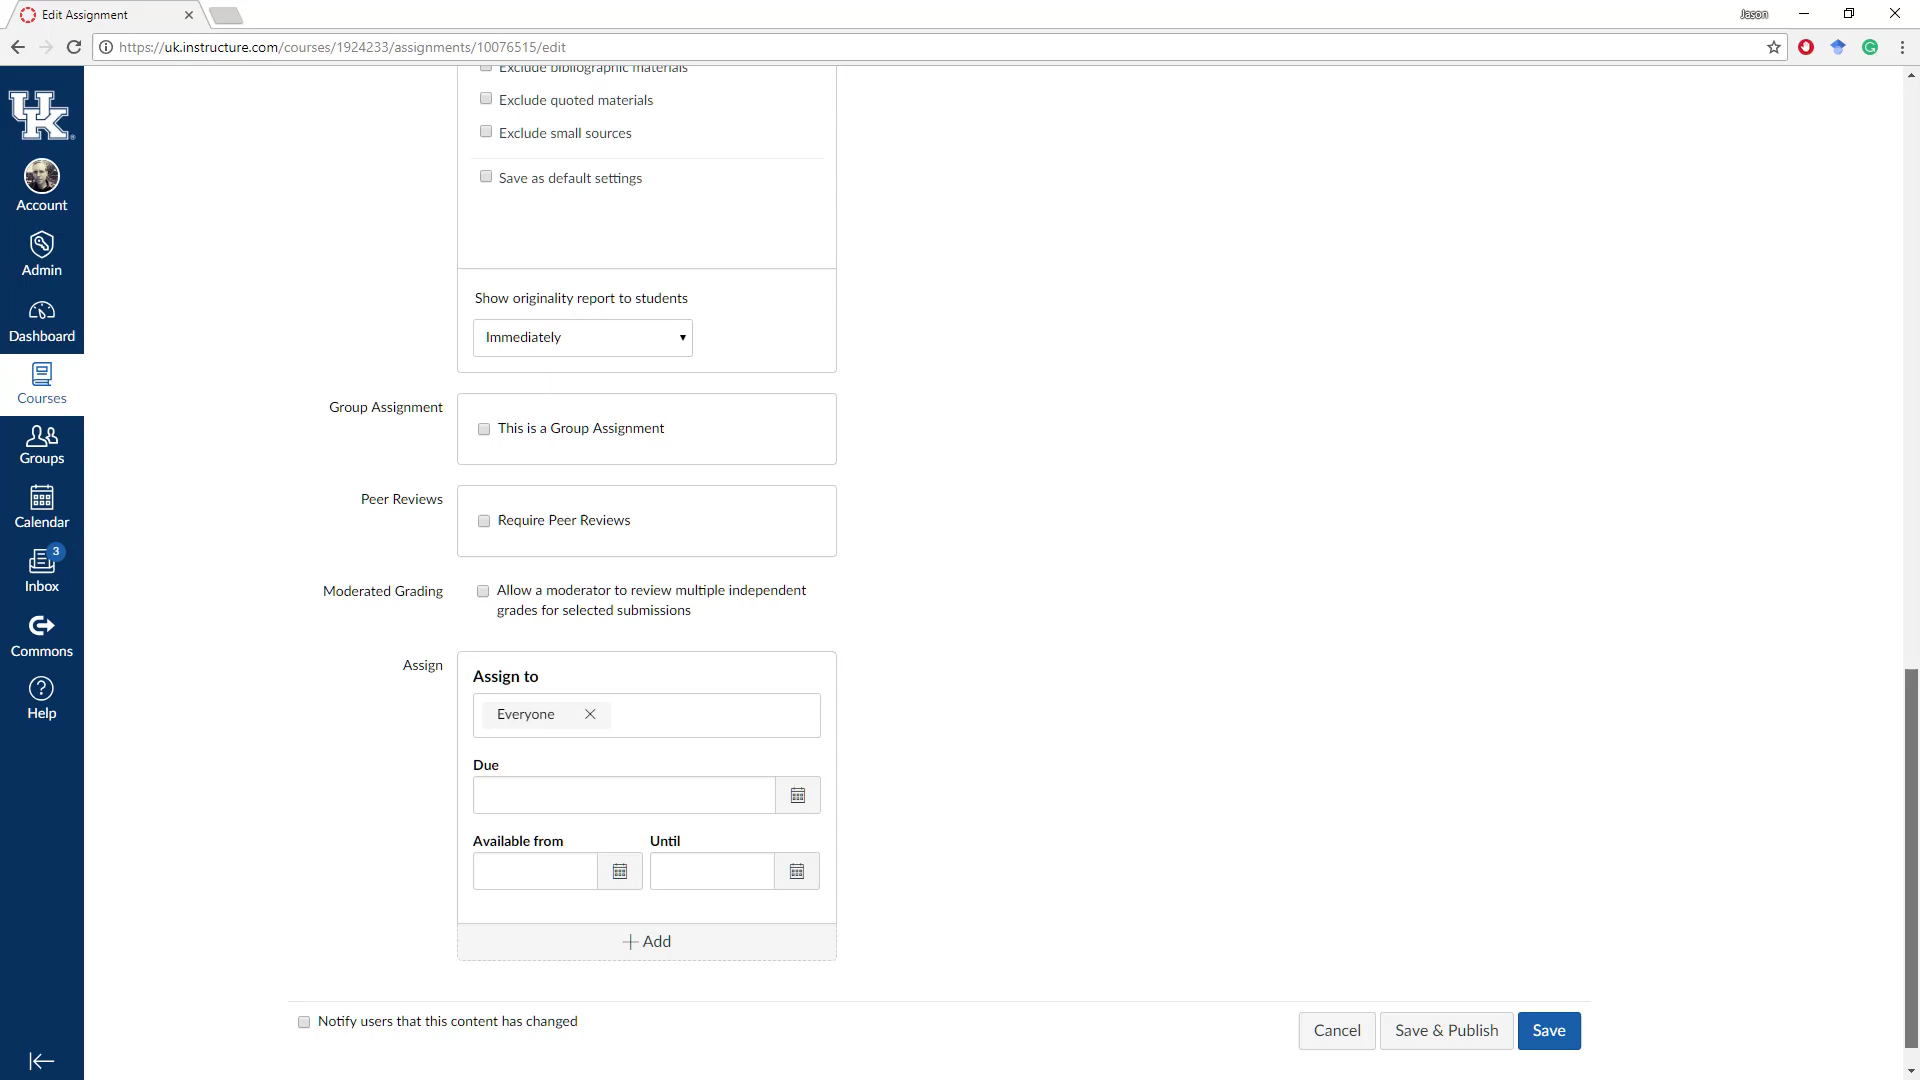 Edit Assignment
Jason
https://uk.instructure.com/courses/1924233/assignments/10076515/edit
Exclude bibliographic materials
Exclude quoted materials
Exclude small sources
Save as default settings
Show originality report to students
Immediately
Group Assignment
This is a Group Assignment
Peer Reviews
Require Peer Reviews
Moderated Grading
Allow a moderator to review multiple independent
grades for selected submissions
Assign
Assign to
Everyone
Due
Available from Until
Add
Notify users that this content has changed
Cancel Save & Publish Save
UK
Account
Admin
Dashboard
Courses
Groups
Calendar
3
Inbox
Commons
Help